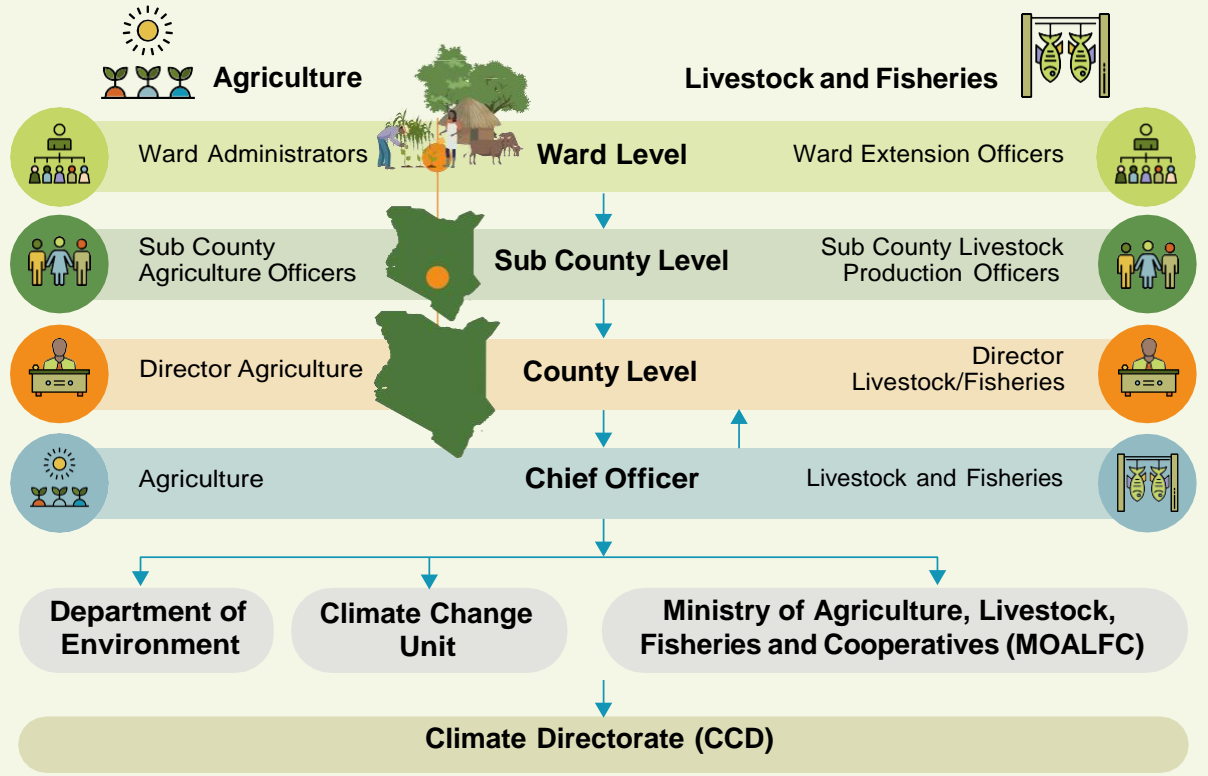 Agriculture
Livestock and Fisheries
Ward Administrators
Ward Level
Ward Extension Officers
Sub County
Agriculture Officers
Sub County Level
Sub County Livestock
Production Officers
Director Agriculture
County Level
Director
Livestock/Fisheries
Agriculture
Chief Officer
Livestock and Fisheries
Department of
Environment
Climate Change
Unit
Ministry of Agriculture, Livestock,
Fisheries and Cooperatives (MOALFC)
Climate Directorate (CCD)